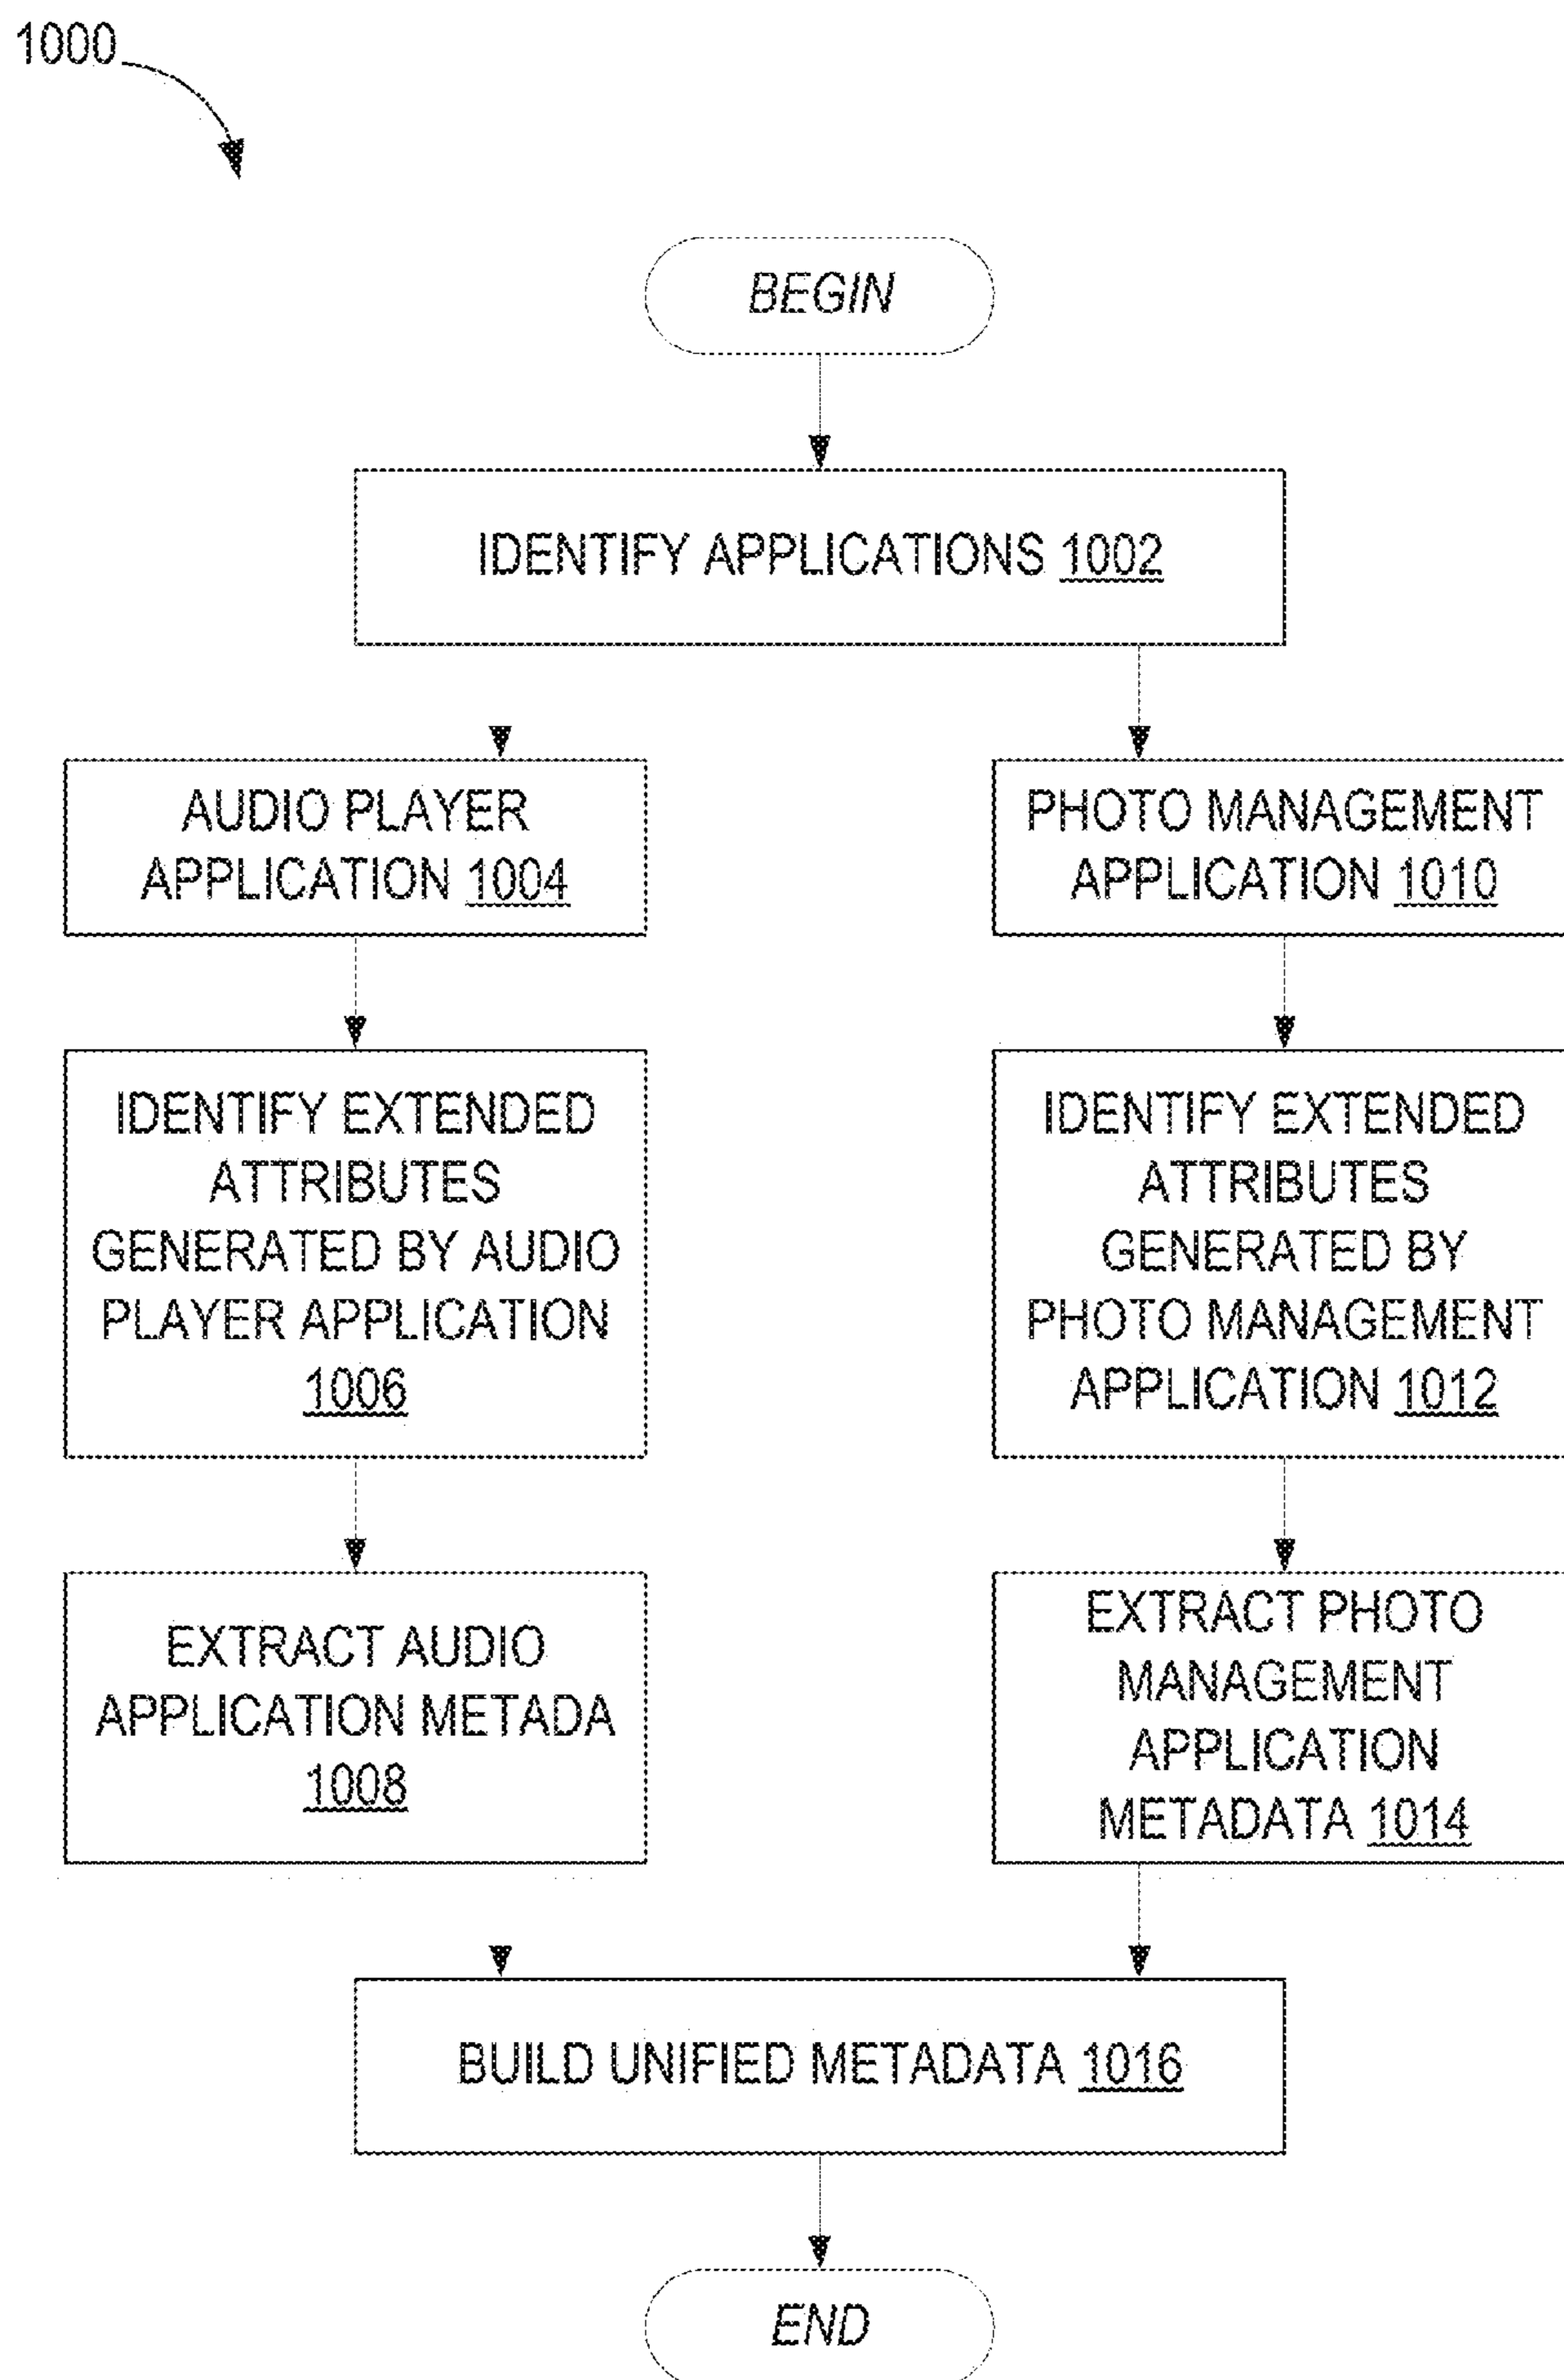 1000
BEGIN
IDENTIFY APPLICATIONS 1002
AUDIO PLAYER
APPLICATION 1004
IDENTIFY EXTENDED
ATTRIBUTES
GENERATED BY AUDIO
PLAYER APPLICATION
1006
EXTRACT AUDIO
APPLICATION METADA
1008
PHOTO MANAGEMENT
APPLICATION 1010
IDENTIFY EXTENDED
ATTRIBUTES
GENERATED BY
PHOTO MANAGEMENT
APPLICATION 1012
EXTRACT PHOTO
MANAGEMENT
APPLICATION
METADATA 1014
BUILD UNIFIED METADATA 1016
END